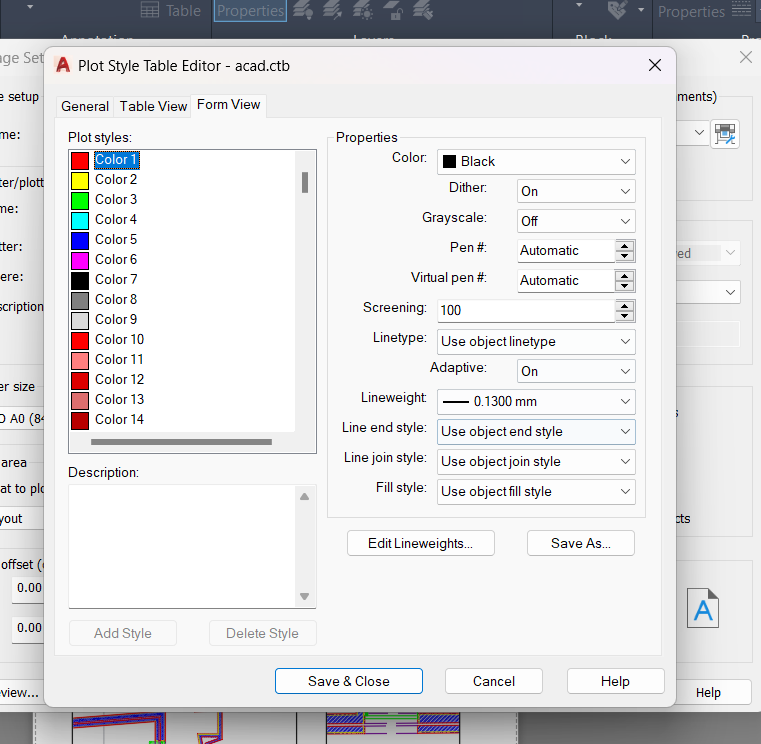 Table
Properties
Properties
Annotation
Layers
Block
Plot Style Table Editor - acad.ctb
General
Table View
Form View
Plot styles:
Color 1
Color 2
Color 3
Color 4
Color 5
Color 6
Color 7
Color 8
Color 9
Color 10
Color 11
Color 12
Color 13
Color 14
Description:
Add Style
Delete Style
Properties
Color: Black
Dither: On
Grayscale: Off
Pen #: Automatic
Virtual pen #: Automatic
Screening: 100
Linetype: Use object linetype
Adaptive: On
Lineweight: 0.1300 mm
Line end style: Use object end style
Line join style: Use object join style
Fill style: Use object fill style
Edit Lineweights...
Save As...
Save & Close
Cancel
Help
age Set
e setup
me:
ter/plott
me:
tter:
ere:
scription
er size
O A0 (84
area
at to plo
yout
offset (
0.00
0.00
view...
ments)
ed
cts
Help